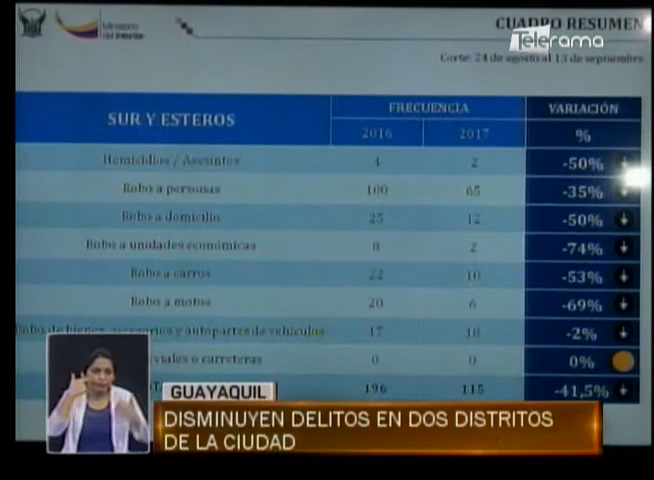 Ministerio
del Interior
CUADRO RESUMEN
Telerama
Corte: 24 de agosto al 13 de septiembre
SUR Y ESTEROS
FRECUENCIA
VARIACIÓN
2016
2017
%
Homicidios / Asesinatos
4
2
-50%
Robo a personas
100
65
-35%
Robo a domicilio
25
12
-50%
Robo a unidades económicas
8
2
-74%
Robo a carros
22
10
-53%
Robo a motos
20
6
-69%
Robo de bienes, accesorios y autopartes de vehículos
17
18
-2%
viales o carreteras
0
0
0%
196
115
-41,5%
GUAYAQUIL
DISMINUYEN DELITOS EN DOS DISTRITOS
DE LA CIUDAD